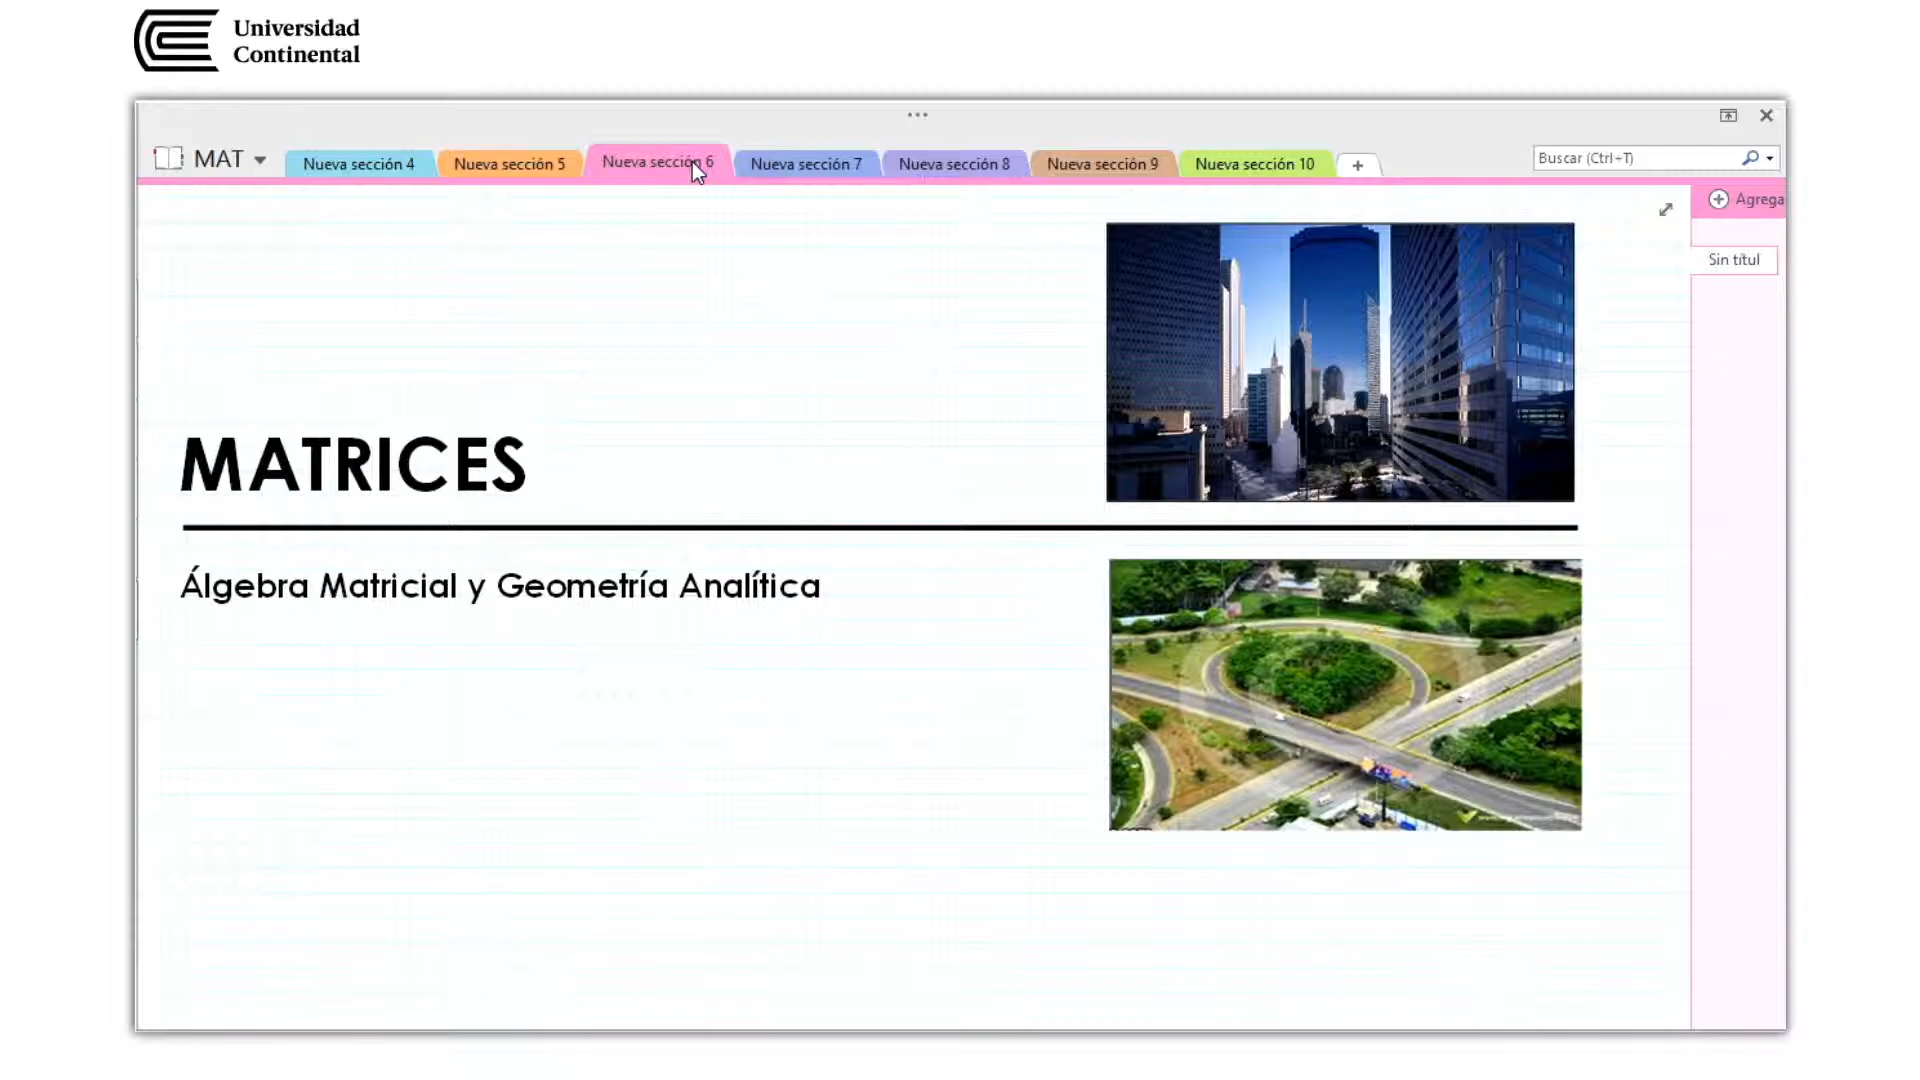 Universidad
Continental
MAT
Nueva sección 4
Nueva sección 5
Nueva sección 6
Nueva sección 7
Nueva sección 8
Nueva sección 9
Nueva sección 10
Buscar (Ctrl+T)
Agrega
Sin títul
MATRICES
Álgebra Matricial y Geometría Analítica